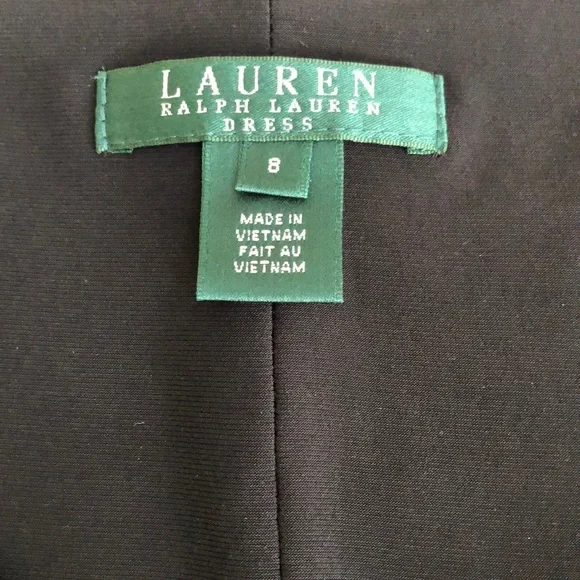 LAUREN
RALPH LAUREN
DRESS
8
MADE IN
VIETNAM
FAIT AU
VIETNAM